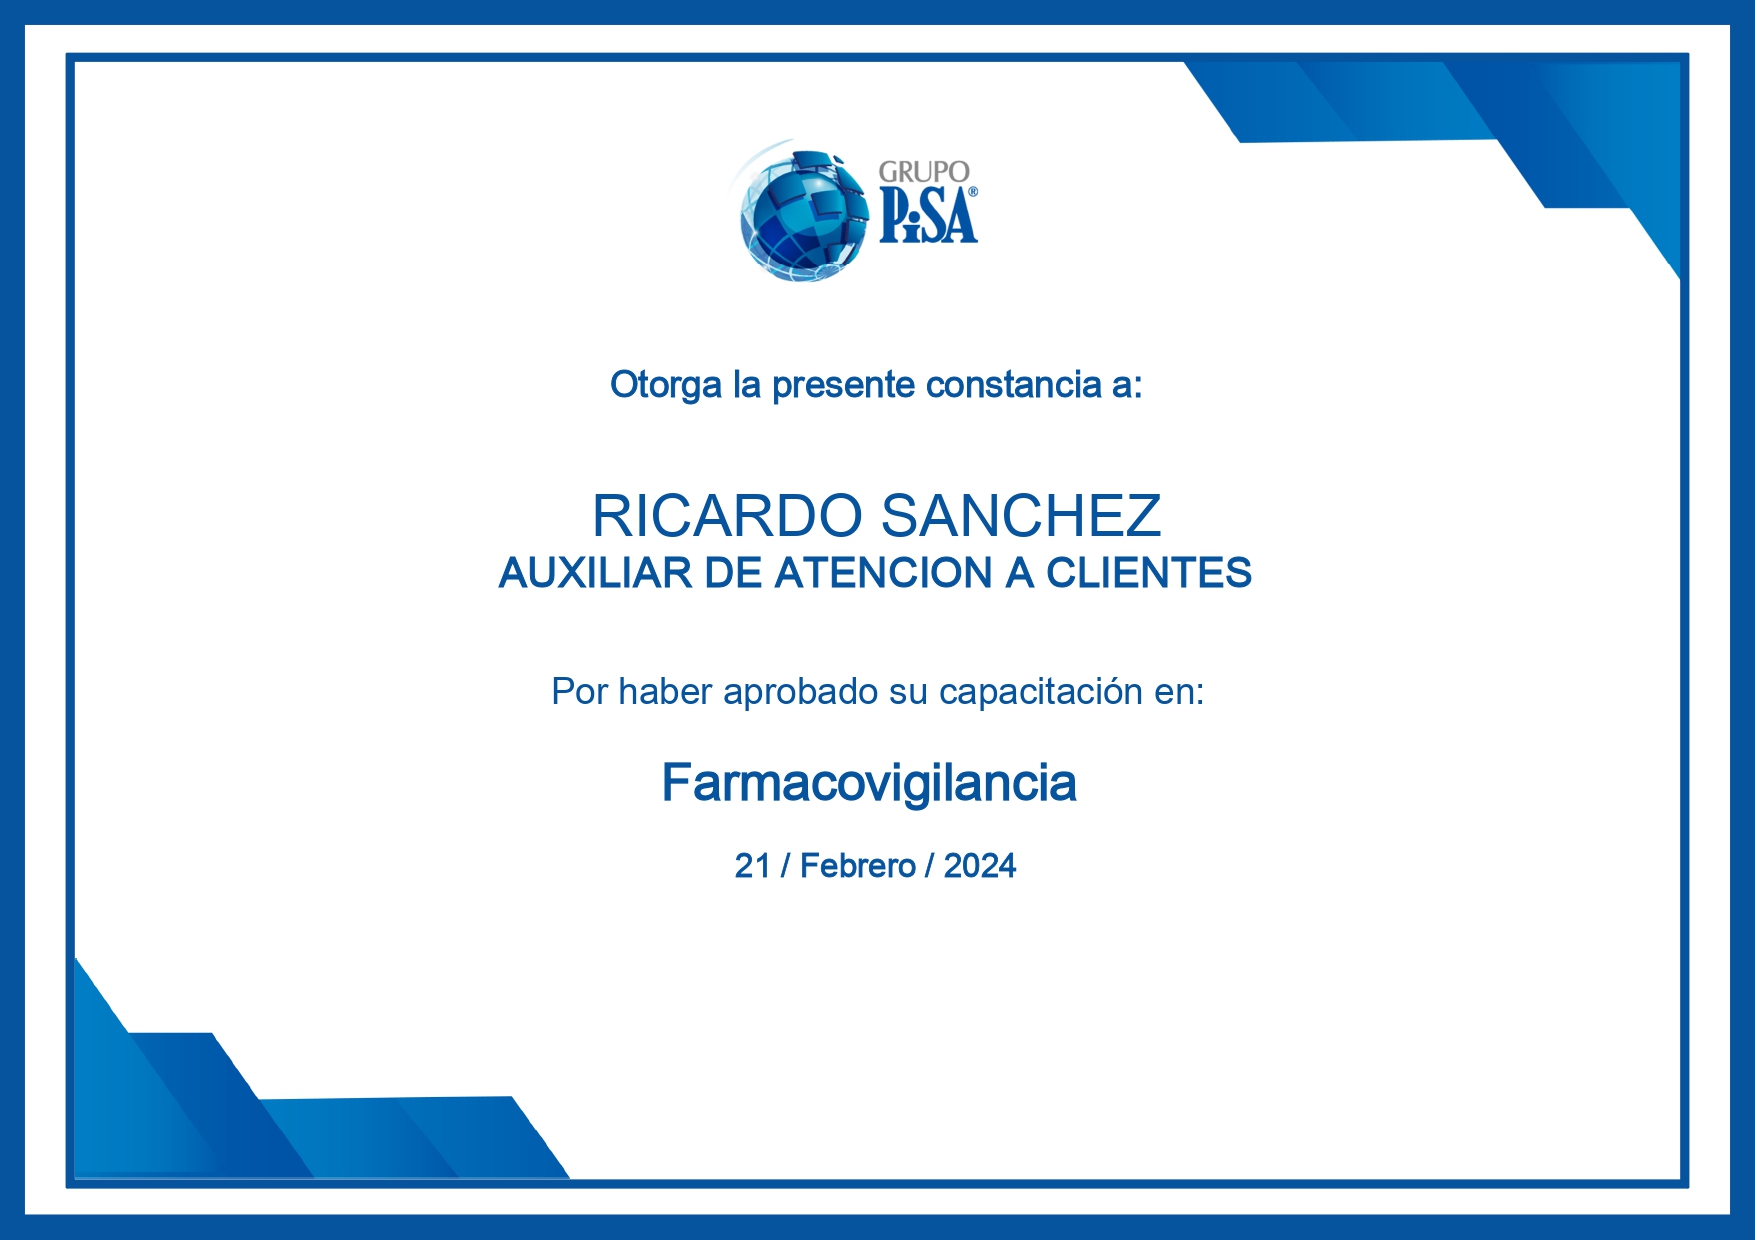 GRUPO
PiSA®
Otorga la presente constancia a:
RICARDO SANCHEZ
AUXILIAR DE ATENCION A CLIENTES
Por haber aprobado su capacitación en:
Farmacovigilancia
21 / Febrero / 2024